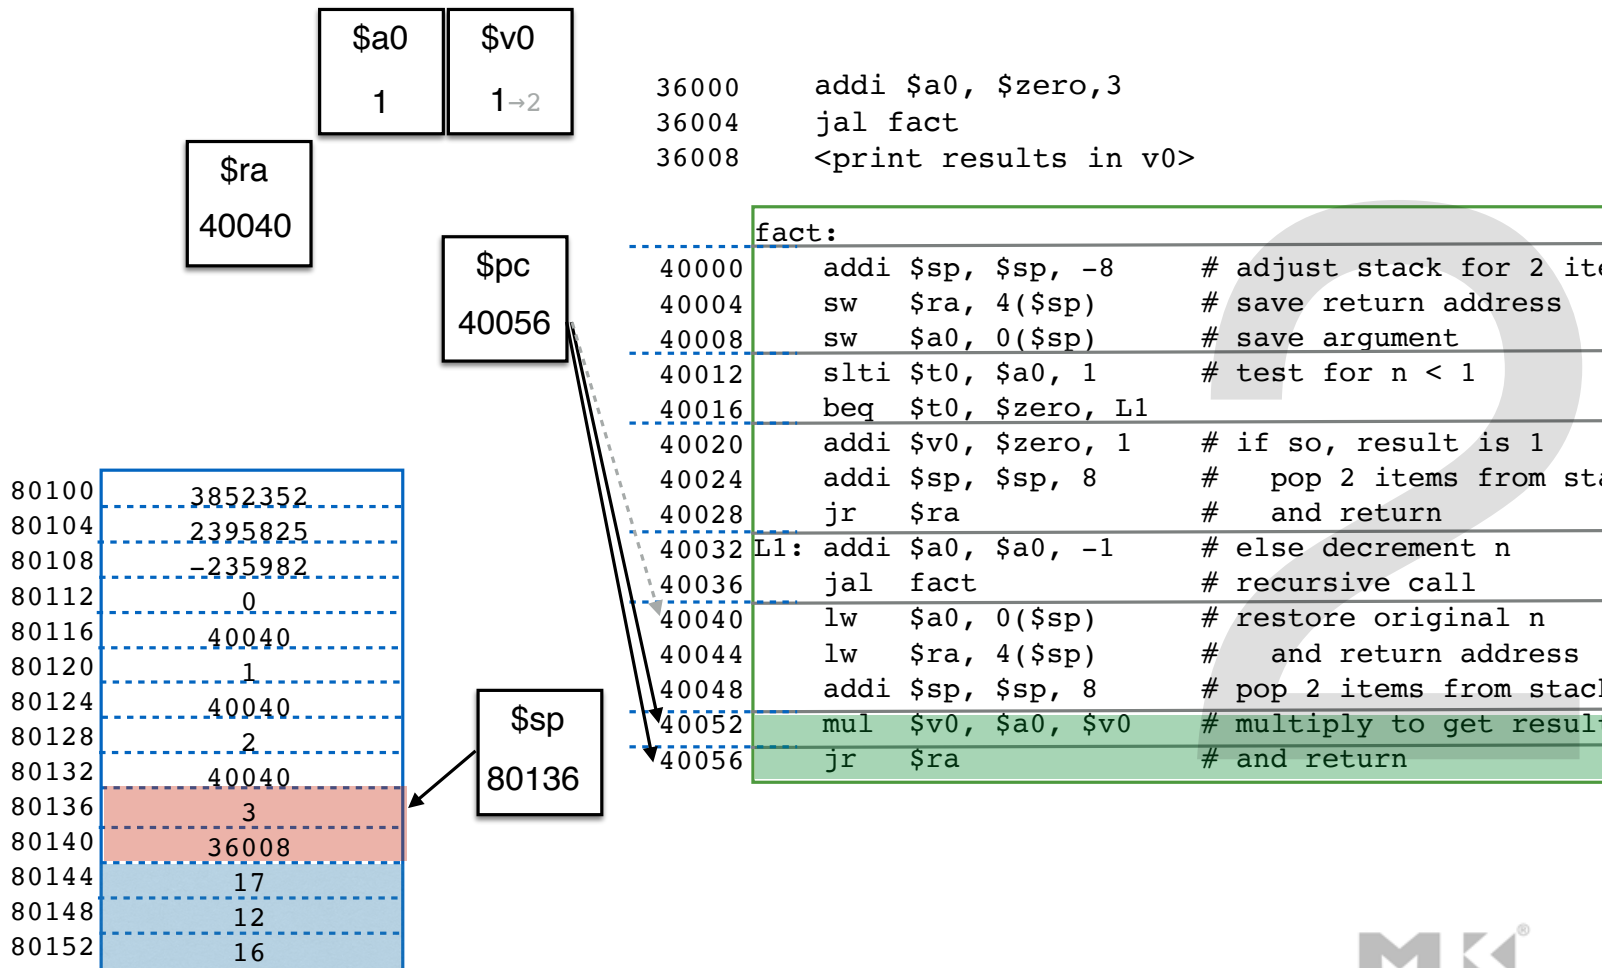 $a0
1
$v0
1→2
$ra
40040
$pc
40056
36000 addi $a0, $zero,3
36004 jal fact
36008 <print results in v0>
fact:
40000 addi $sp, $sp, -8 # adjust stack for 2 ite
40004 sw $ra, 4($sp) # save return address
40008 sw $a0, 0($sp) # save argument
40012 slti $t0, $a0, 1 # test for n < 1
40016 beq $t0, $zero, L1
40020 addi $v0, $zero, 1 # if so, result is 1
40024 addi $sp, $sp, 8 # pop 2 items from sta
40028 jr $ra # and return
40032 L1: addi $a0, $a0, -1 # else decrement n
40036 jal fact # recursive call
40040 lw $a0, 0($sp) # restore original n
40044 lw $ra, 4($sp) # and return address
40048 addi $sp, $sp, 8 # pop 2 items from stack
40052 mul $v0, $a0, $v0 # multiply to get result
40056 jr $ra # and return
2
80100 3852352
80104 2395825
80108 -235982
80112 0
80116 40040
80120 1
80124 40040
80128 2
80132 40040
80136 3
80140 36008
80144 17
80148 12
80152 16
$sp
80136
MK®